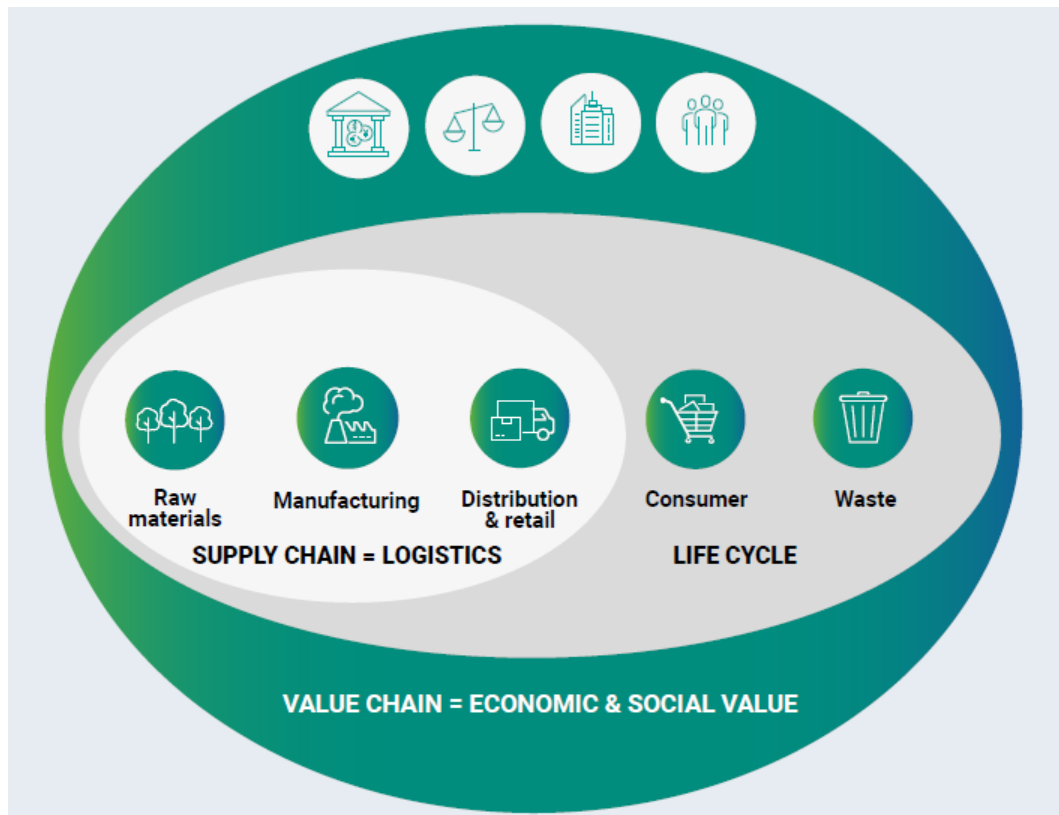 Raw
materials
Manufacturing
Distribution
& retail
Consumer
Waste
SUPPLY CHAIN = LOGISTICS
LIFE CYCLE
VALUE CHAIN = ECONOMIC & SOCIAL VALUE